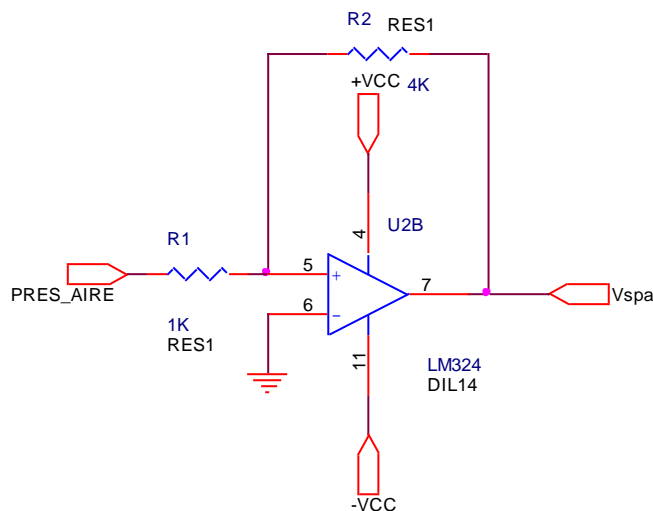 R2
RES1
+VCC
4K
R1
4
U2B
5
+
7
PRES_AIRE
6
-
Vspa
1K
RES1
11
LM324
DIL14
-VCC